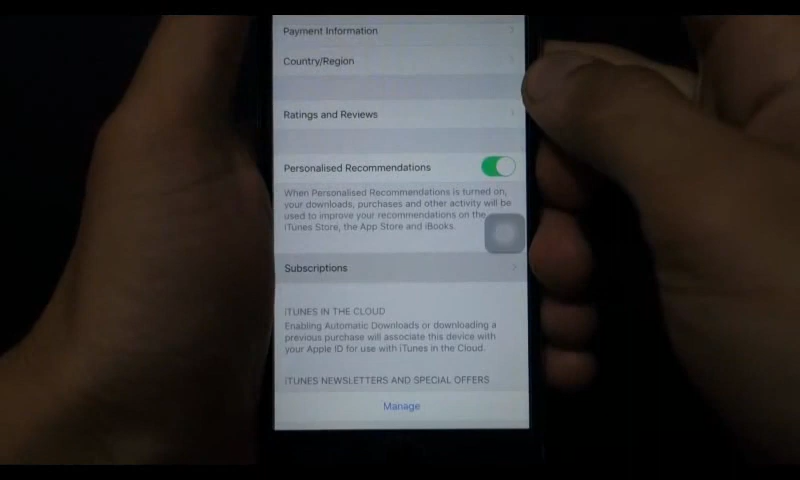 Payment Information
Country/Region
Ratings and Reviews
Personalised Recommendations
When Personalised Recommendations is turned on,
your downloads, purchases and other activity will be
used to improve your recommendations on the
iTunes Store, the App Store and iBooks.
Subscriptions
iTUNES IN THE CLOUD
Enabling Automatic Downloads or downloading a
previous purchase will associate this device with
your Apple ID for use with iTunes in the Cloud.
iTUNES NEWSLETTERS AND SPECIAL OFFERS
Manage